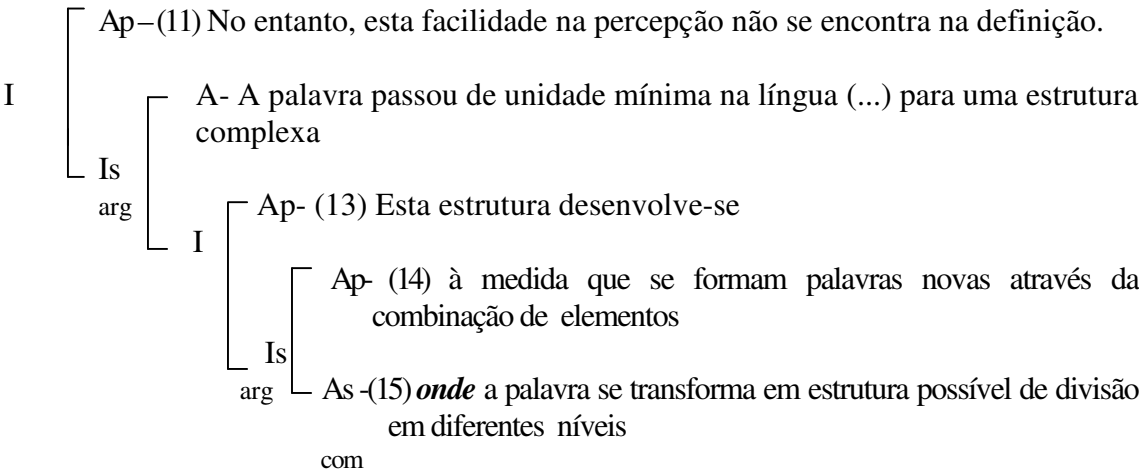 Ap–(11) No entanto, esta facilidade na percepção não se encontra na definição.
I
A- A palavra passou de unidade mínima na língua (...) para uma estrutura
complexa
Is
arg
Ap- (13) Esta estrutura desenvolve-se
I
Ap- (14) à medida que se formam palavras novas através da
combinação de elementos
Is
arg
As -(15) onde a palavra se transforma em estrutura possível de divisão
em diferentes níveis
com